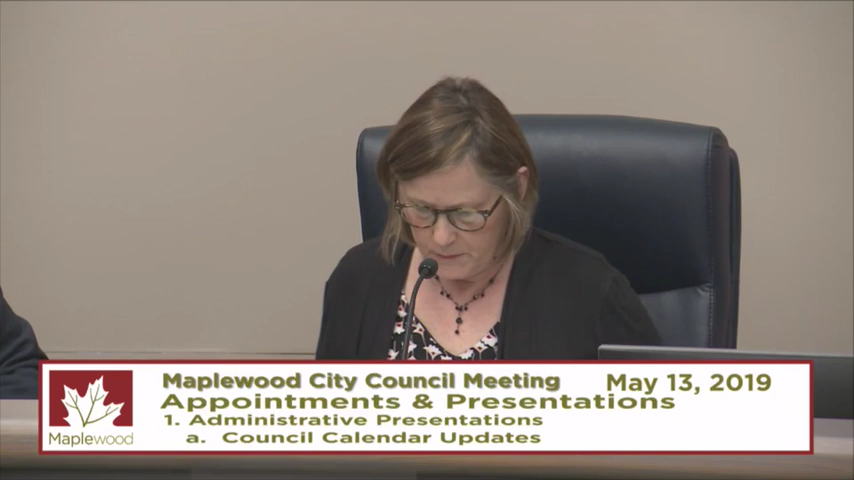 Maplewood City Council Meeting May 13, 2019
Appointments & Presentations
1. Administrative Presentations
a. Council Calendar Updates
Maplewood